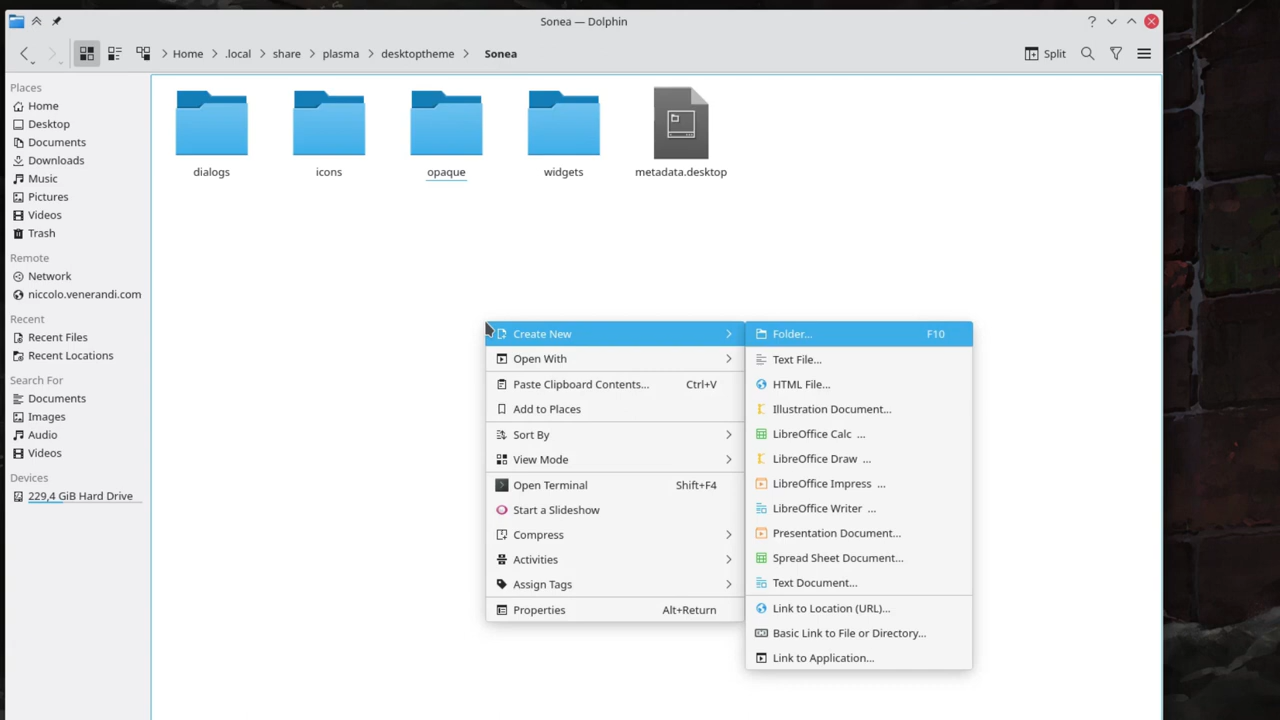 Sonea — Dolphin
Home
.local
share
plasma
desktoptheme
Sonea
Split
Places
Home
Desktop
Documents
Downloads
Music
Pictures
Videos
Trash
Remote
Network
niccolo.venerandi.com
Recent
Recent Files
Recent Locations
Search For
Documents
Images
Audio
Videos
Devices
229,4 GiB Hard Drive
dialogs
icons
opaque
widgets
metadata.desktop
Create New
Open With
Paste Clipboard Contents... Ctrl+V
Add to Places
Sort By
View Mode
Open Terminal Shift+F4
Start a Slideshow
Compress
Activities
Assign Tags
Properties Alt+Return
Folder... F10
Text File...
HTML File...
Illustration Document...
LibreOffice Calc ...
LibreOffice Draw ...
LibreOffice Impress ...
LibreOffice Writer ...
Presentation Document...
Spread Sheet Document...
Text Document...
Link to Location (URL)...
Basic Link to File or Directory...
Link to Application...